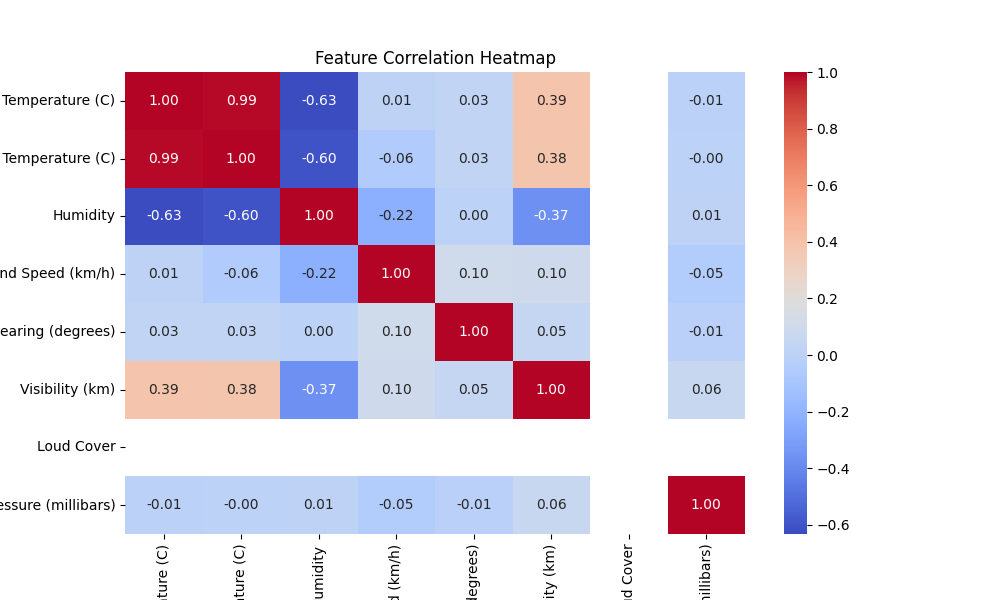 Feature Correlation Heatmap
Temperature (C) 1.00 0.99 -0.63 0.01 0.03 0.39 -0.01
Temperature (C) 0.99 1.00 -0.60 -0.06 0.03 0.38 -0.00
Humidity -0.63 -0.60 1.00 -0.22 0.00 -0.37 0.01
nd Speed (km/h) 0.01 -0.06 -0.22 1.00 0.10 0.10 -0.05
earing (degrees) 0.03 0.03 0.00 0.10 1.00 0.05 -0.01
Visibility (km) 0.39 0.38 -0.37 0.10 0.05 1.00 0.06
Loud Cover
essure (millibars) -0.01 -0.00 0.01 -0.05 -0.01 0.06 1.00
ature (C)
ature (C)
umidity
d (km/h)
degrees)
ity (km)
ud Cover
millibars)
1.0
0.8
0.6
0.4
0.2
0.0
−0.2
−0.4
−0.6